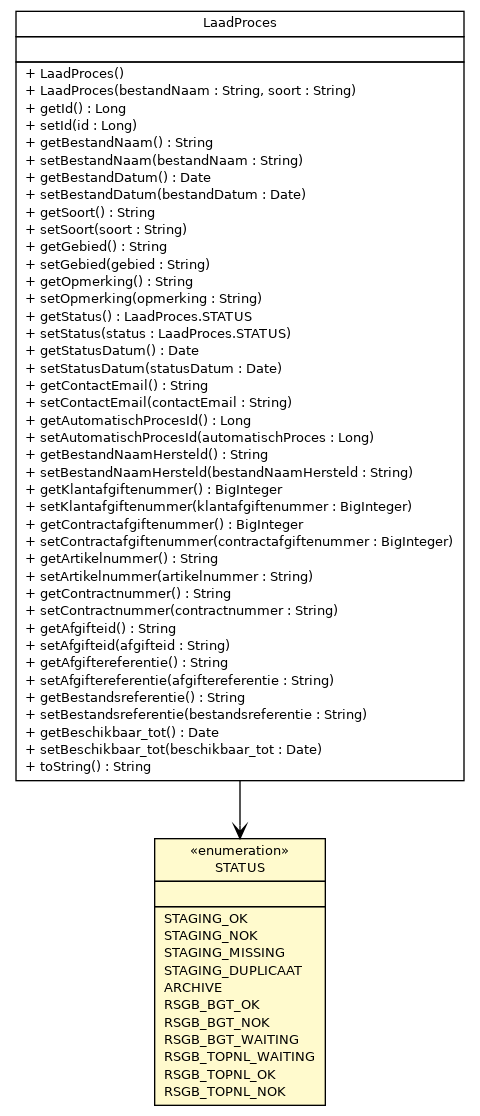 LaadProces
+ LaadProces()
+ LaadProces(bestandNaam : String, soort : String)
+ getId() : Long
+ setId(id : Long)
+ getBestandNaam() : String
+ setBestandNaam(bestandNaam : String)
+ getBestandDatum() : Date
+ setBestandDatum(bestandDatum : Date)
+ getSoort() : String
+ setSoort(soort : String)
+ getGebied() : String
+ setGebied(gebied : String)
+ getOpmerking() : String
+ setOpmerking(opmerking : String)
+ getStatus() : LaadProces.STATUS
+ setStatus(status : LaadProces.STATUS)
+ getStatusDatum() : Date
+ setStatusDatum(statusDatum : Date)
+ getContactEmail() : String
+ setContactEmail(contactEmail : String)
+ getAutomatischProcesId() : Long
+ setAutomatischProcesId(automatischProces : Long)
+ getBestandNaamHersteld() : String
+ setBestandNaamHersteld(bestandNaamHersteld : String)
+ getKlantafgiftenummer() : BigInteger
+ setKlantafgiftenummer(klantafgiftenummer : BigInteger)
+ getContractafgiftenummer() : BigInteger
+ setContractafgiftenummer(contractafgiftenummer : BigInteger)
+ getArtikelnummer() : String
+ setArtikelnummer(artikelnummer : String)
+ getContractnummer() : String
+ setContractnummer(contractnummer : String)
+ getAfgifteid() : String
+ setAfgifteid(afgifteid : String)
+ getAfgiftereferentie() : String
+ setAfgiftereferentie(afgiftereferentie : String)
+ getBestandsreferentie() : String
+ setBestandsreferentie(bestandsreferentie : String)
+ getBeschikbaar_tot() : Date
+ setBeschikbaar_tot(beschikbaar_tot : Date)
+ toString() : String
«enumeration»
STATUS
STAGING_OK
STAGING_NOK
STAGING_MISSING
STAGING_DUPLICAAT
ARCHIVE
RSGB_BGT_OK
RSGB_BGT_NOK
RSGB_BGT_WAITING
RSGB_TOPNL_WAITING
RSGB_TOPNL_OK
RSGB_TOPNL_NOK